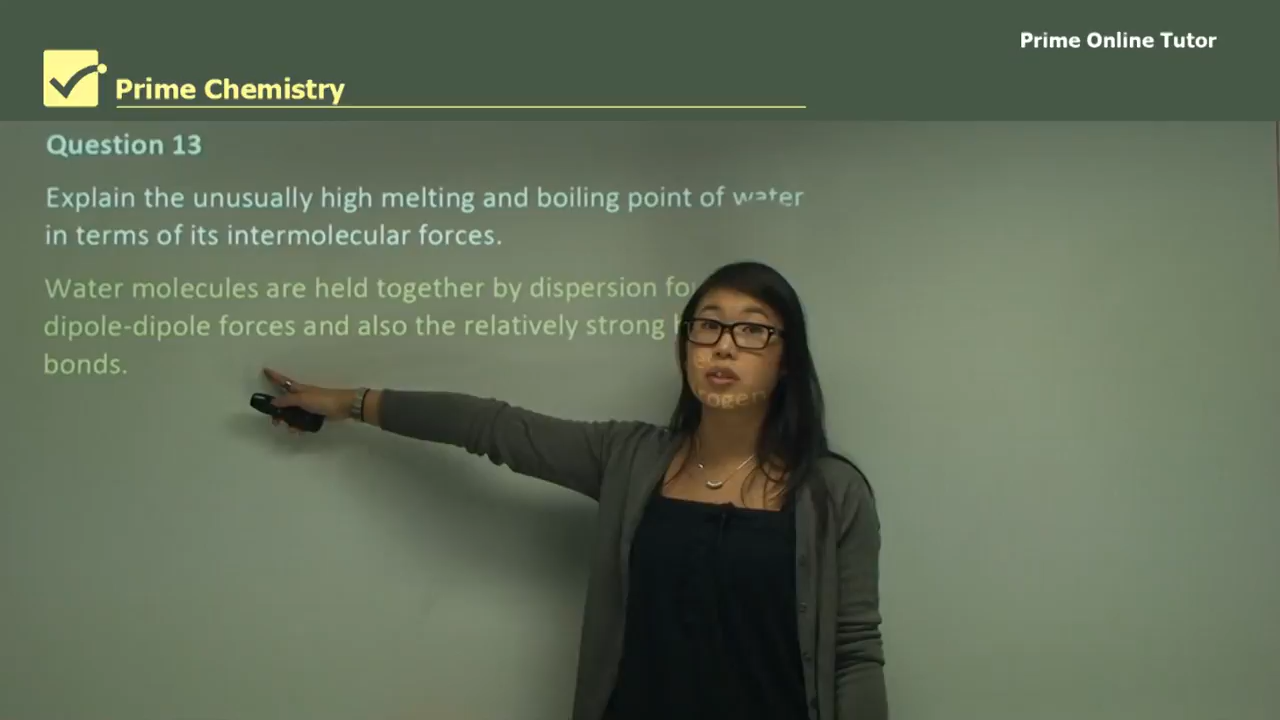 Prime Online Tutor
Prime Chemistry
Question 13
Explain the unusually high melting and boiling point of water
in terms of its intermolecular forces.
Water molecules are held together by dispersion
dipole-dipole forces and also the relatively strong
rogen
bonds.